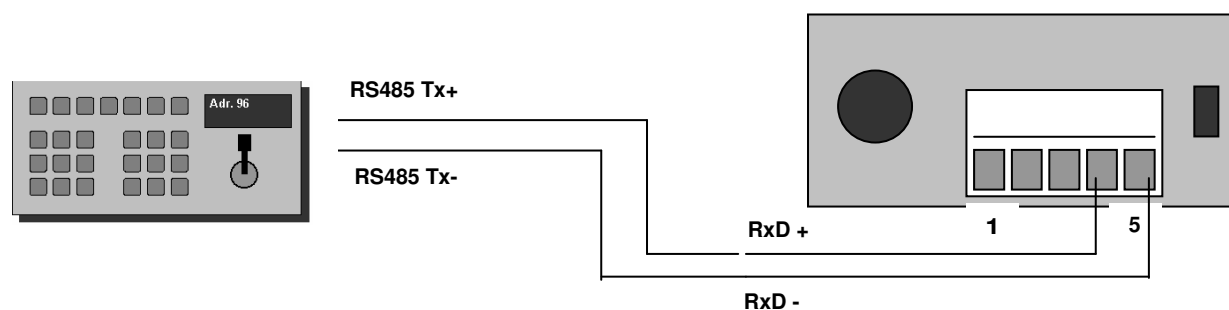 RS485 Tx+
Adr. 96
RS485 Tx-
RxD +
1
5
RxD -